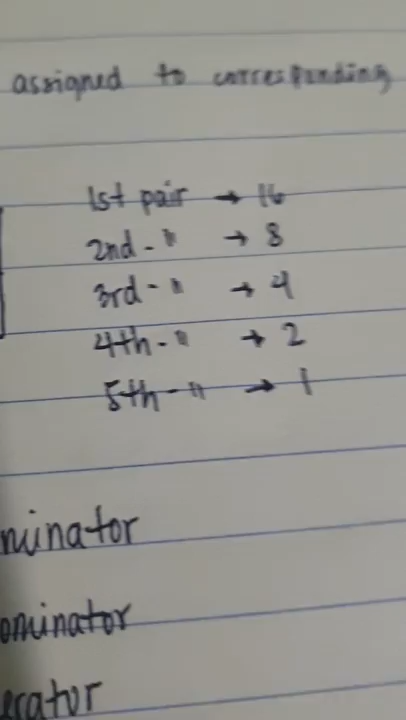 assigned to corresponding
1st pair → 16
2nd - " → 8
3rd - " → 4
4th - " → 2
5th - " → 1
minator
ominator
erator